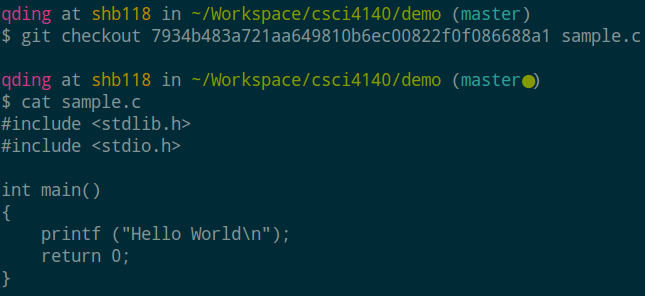 qding at shb118 in ~/Workspace/csci4140/demo (master)
$ git checkout 7934b483a721aa649810b6ec00822f0f086688a1 sample.c
qding at shb118 in ~/Workspace/csci4140/demo (master●)
$ cat sample.c
#include <stdlib.h>
#include <stdio.h>
int main()
{
    printf ("Hello World\n");
    return 0;
}